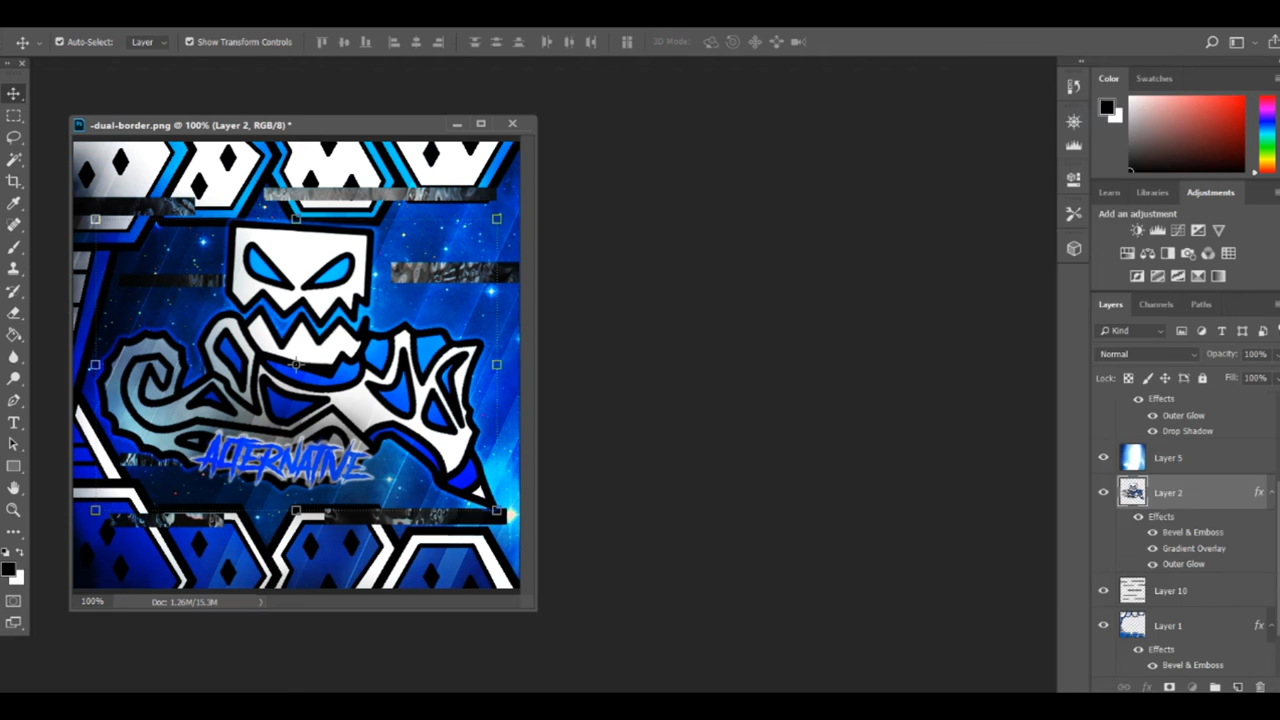 Auto-Select:
Layer
Show Transform Controls
3D Mode:
-dual-border.png @ 100% (Layer 2, RGB/8) *
ALTERNATIVE
100%
Doc: 1.26M/15.3M
Color
Swatches
Learn
Libraries
Adjustments
Add an adjustment
Layers
Channels
Paths
Kind
Normal
Opacity: 100%
Lock:
Fill: 100%
Effects
Outer Glow
Drop Shadow
Layer 5
Layer 2
fx
Effects
Bevel & Emboss
Gradient Overlay
Outer Glow
Layer 10
Layer 1
fx
Effects
Bevel & Emboss
fx